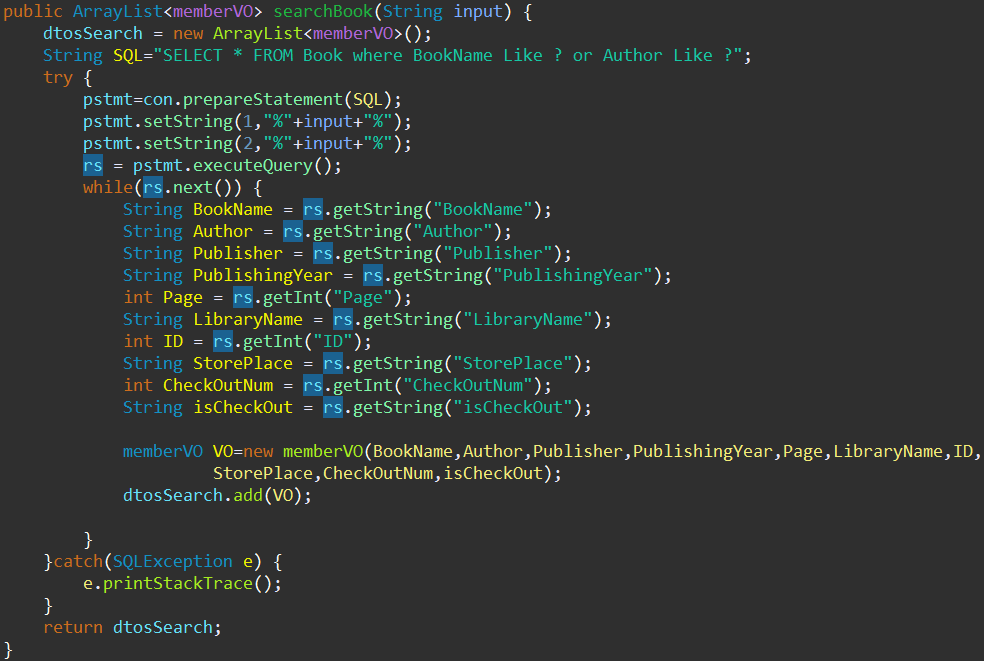 public ArrayList<memberVO> searchBook(String input) {
    dtosSearch = new ArrayList<memberVO>();
    String SQL="SELECT * FROM Book where BookName Like ? or Author Like ?";
    try {
        pstmt=con.prepareStatement(SQL);
        pstmt.setString(1,"%"+input+"%");
        pstmt.setString(2,"%"+input+"%");
        rs = pstmt.executeQuery();
        while(rs.next()) {
            String BookName = rs.getString("BookName");
            String Author = rs.getString("Author");
            String Publisher = rs.getString("Publisher");
            String PublishingYear = rs.getString("PublishingYear");
            int Page = rs.getInt("Page");
            String LibraryName = rs.getString("LibraryName");
            int ID = rs.getInt("ID");
            String StorePlace = rs.getString("StorePlace");
            int CheckOutNum = rs.getInt("CheckOutNum");
            String isCheckOut = rs.getString("isCheckOut");

            memberVO VO=new memberVO(BookName,Author,Publisher,PublishingYear,Page,LibraryName,ID,
                    StorePlace,CheckOutNum,isCheckOut);
            dtosSearch.add(VO);

        }
    }catch(SQLException e) {
        e.printStackTrace();
    }
    return dtosSearch;
}